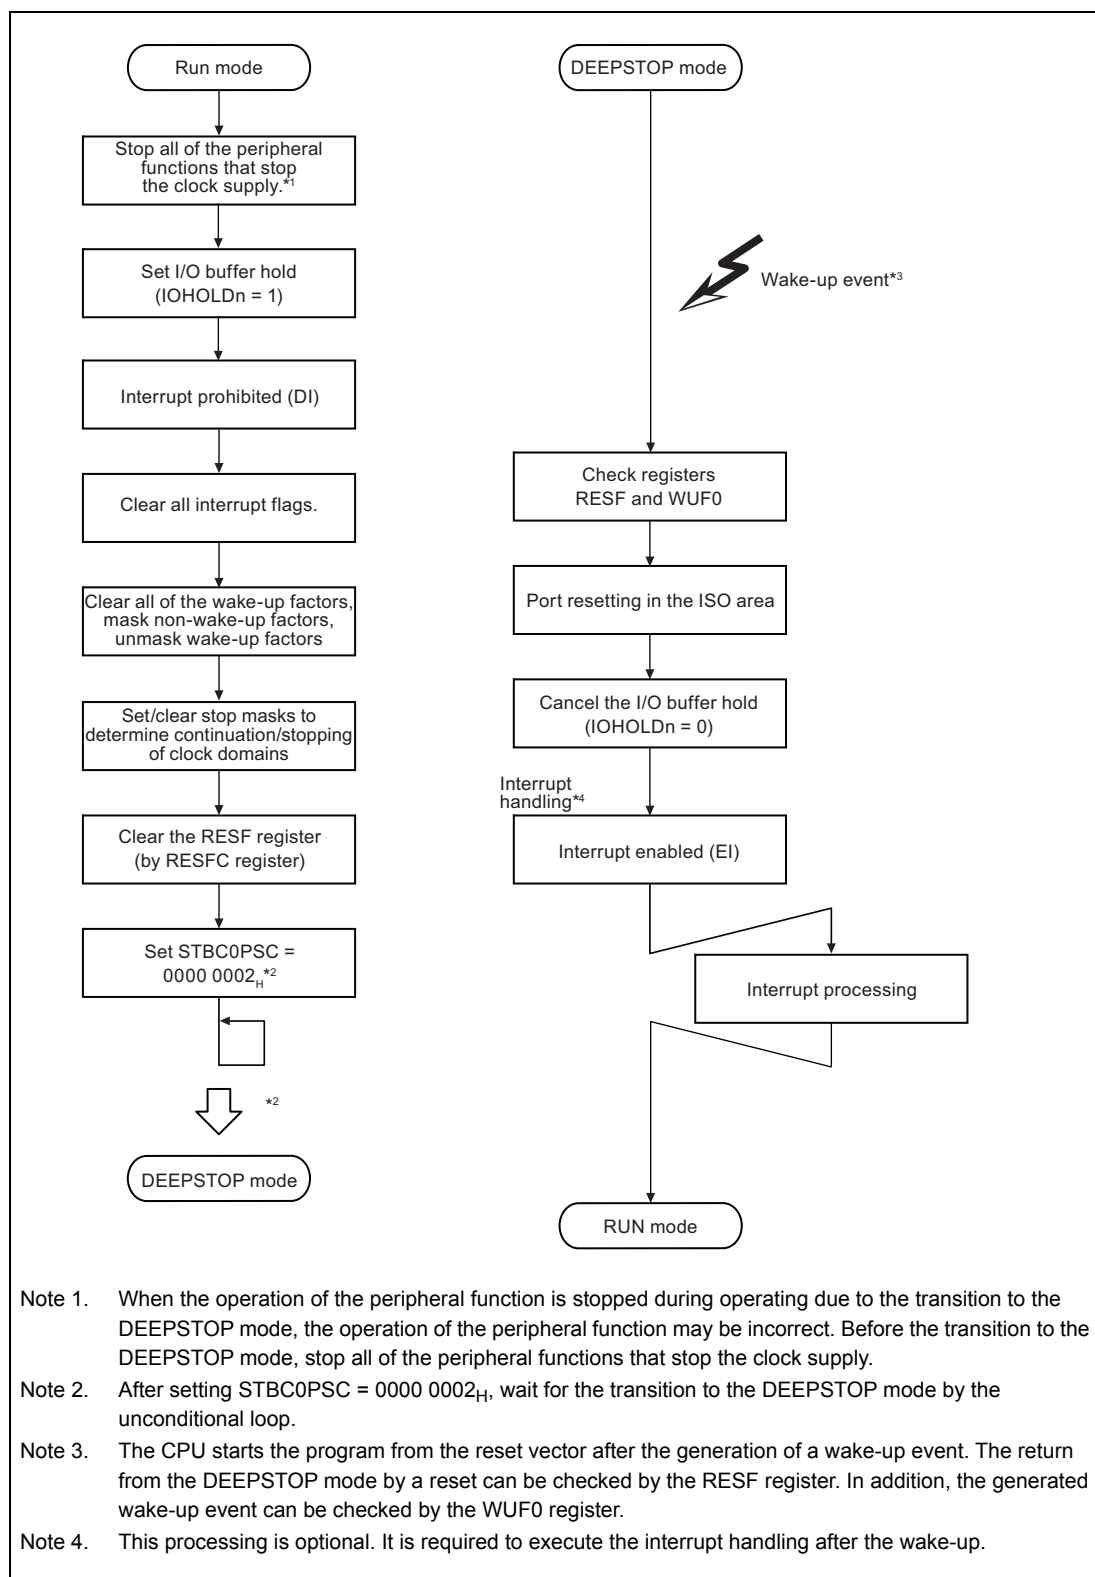 Run mode
Stop all of the peripheral
functions that stop
the clock supply.*1
Set I/O buffer hold
(IOHOLDn = 1)
Interrupt prohibited (DI)
Clear all interrupt flags.
Clear all of the wake-up factors,
mask non-wake-up factors,
unmask wake-up factors
Set/clear stop masks to
determine continuation/stopping
of clock domains
Clear the RESF register
(by RESFC register)
Set STBC0PSC =
0000 0002H*2
*2
DEEPSTOP mode
DEEPSTOP mode
Wake-up event*3
Check registers
RESF and WUF0
Port resetting in the ISO area
Cancel the I/O buffer hold
(IOHOLDn = 0)
Interrupt
handling*4
Interrupt enabled (EI)
Interrupt processing
RUN mode
Note 1. When the operation of the peripheral function is stopped during operating due to the transition to the
DEEPSTOP mode, the operation of the peripheral function may be incorrect. Before the transition to the
DEEPSTOP mode, stop all of the peripheral functions that stop the clock supply.
Note 2. After setting STBC0PSC = 0000 0002H, wait for the transition to the DEEPSTOP mode by the
unconditional loop.
Note 3. The CPU starts the program from the reset vector after the generation of a wake-up event. The return
from the DEEPSTOP mode by a reset can be checked by the RESF register. In addition, the generated
wake-up event can be checked by the WUF0 register.
Note 4. This processing is optional. It is required to execute the interrupt handling after the wake-up.